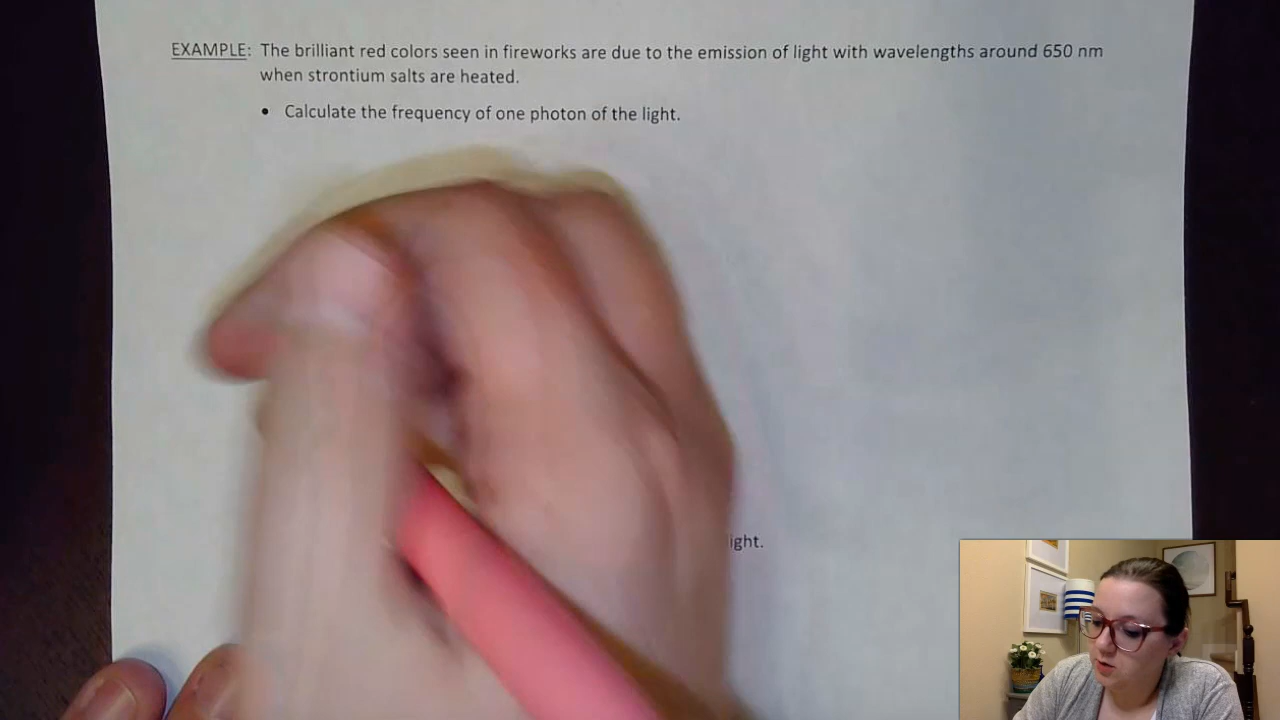 EXAMPLE: The brilliant red colors seen in fireworks are due to the emission of light with wavelengths around 650 nm
when strontium salts are heated.
• Calculate the frequency of one photon of the light.
light.